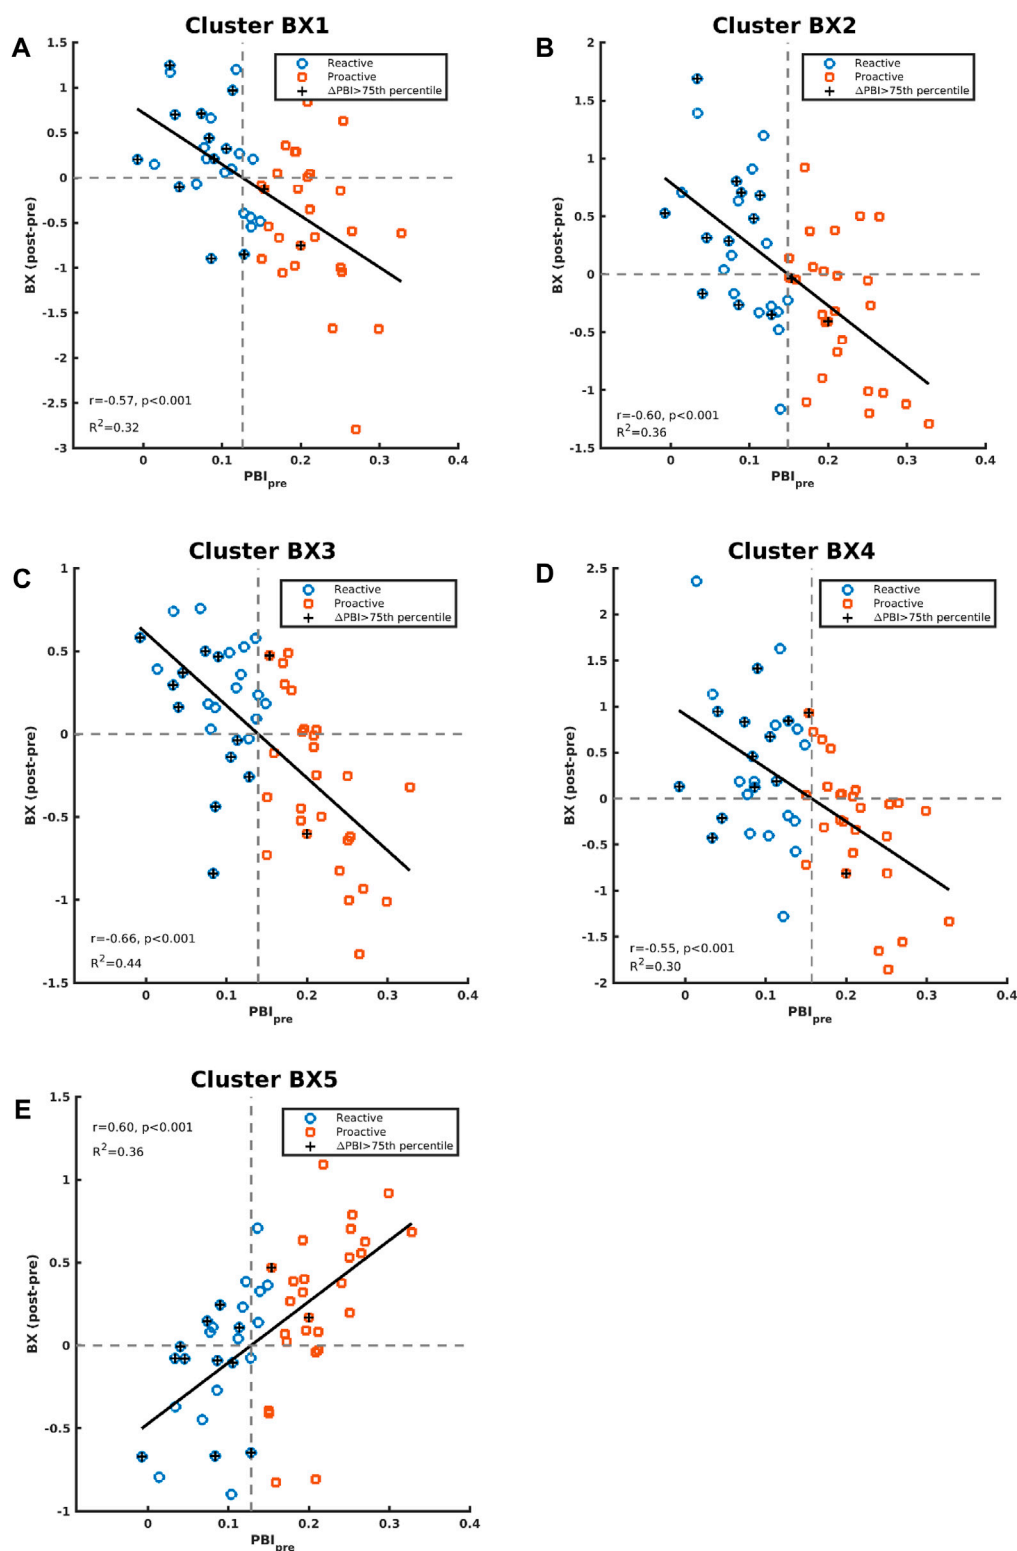 A
Cluster BX1
Reactive
Proactive
ΔPBI>75th percentile
1.5
1
0.5
0
-0.5
-1
-1.5
-2
-2.5
-3
BX (post-pre)
r=-0.57, p<0.001
R²=0.32
0 0.1 0.2 0.3 0.4
PBIpre
B
Cluster BX2
Reactive
Proactive
ΔPBI>75th percentile
2
1.5
1
0.5
0
-0.5
-1
-1.5
BX (post-pre)
r=-0.60, p<0.001
R²=0.36
0 0.1 0.2 0.3 0.4
PBIpre
C
Cluster BX3
Reactive
Proactive
ΔPBI>75th percentile
1
0.5
0
-0.5
-1
-1.5
BX (post-pre)
r=-0.66, p<0.001
R²=0.44
0 0.1 0.2 0.3 0.4
PBIpre
D
Cluster BX4
Reactive
Proactive
ΔPBI>75th percentile
2.5
2
1.5
1
0.5
0
-0.5
-1
-1.5
-2
BX (post-pre)
r=-0.55, p<0.001
R²=0.30
0 0.1 0.2 0.3 0.4
PBIpre
E
Cluster BX5
r=0.60, p<0.001
R²=0.36
Reactive
Proactive
ΔPBI>75th percentile
1.5
1
0.5
0
-0.5
-1
BX (post-pre)
0 0.1 0.2 0.3 0.4
PBIpre